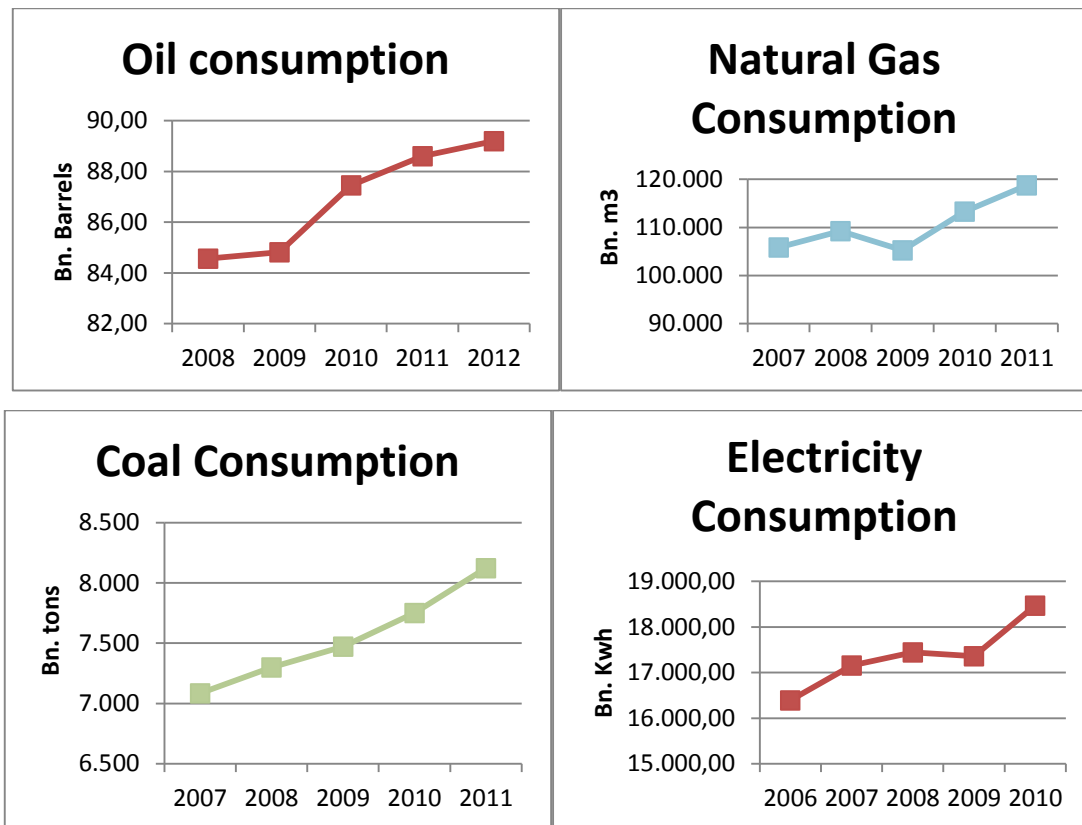 Oil consumption
Bn. Barrels
90,00
88,00
86,00
84,00
82,00
2008 2009 2010 2011 2012
Natural Gas
Consumption
Bn. m3
120.000
110.000
100.000
90.000
2007 2008 2009 2010 2011
Coal Consumption
Bn. tons
8.500
8.000
7.500
7.000
6.500
2007 2008 2009 2010 2011
Electricity
Consumption
Bn. Kwh
19.000,00
18.000,00
17.000,00
16.000,00
15.000,00
2006 2007 2008 2009 2010